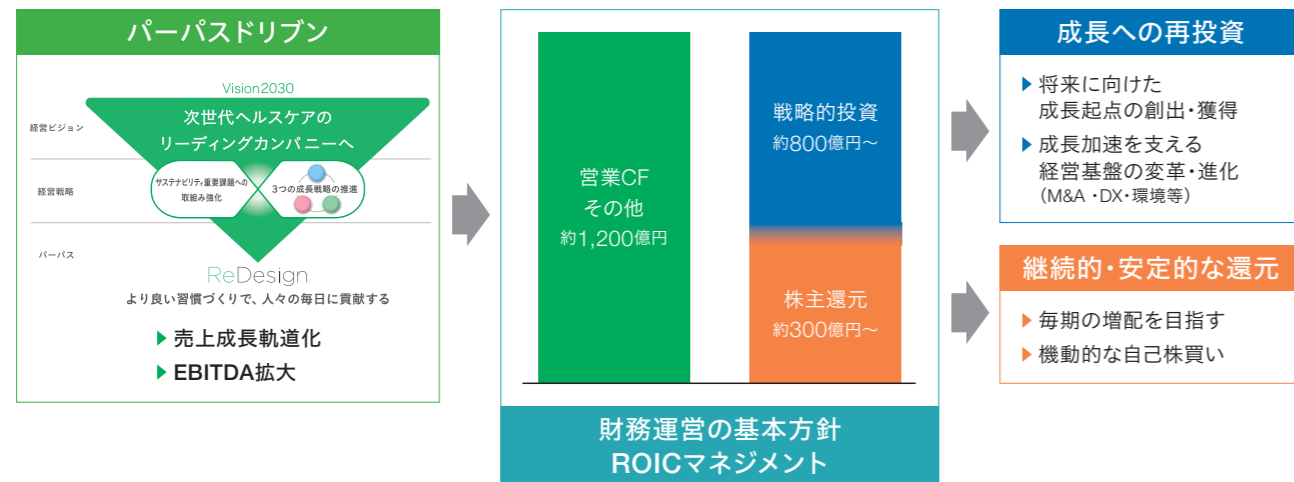 パーパスドリブン
Vision2030
経営ビジョン
次世代ヘルスケアの
リーディングカンパニーへ
経営戦略
サステナビリティ重要課題への
取組み強化
3つの成長戦略の推進
パーパス
ReDesign
より良い習慣づくりで、人々の毎日に貢献する
▶ 売上成長軌道化
▶ EBITDA拡大
営業CF
その他
約1,200億円
戦略的投資
約800億円〜
株主還元
約300億円〜
財務運営の基本方針
ROICマネジメント
成長への再投資
▶ 将来に向けた
成長起点の創出・獲得
▶ 成長加速を支える
経営基盤の変革・進化
(M&A・DX・環境等)
継続的・安定的な還元
▶ 毎期の増配を目指す
▶ 機動的な自己株買い